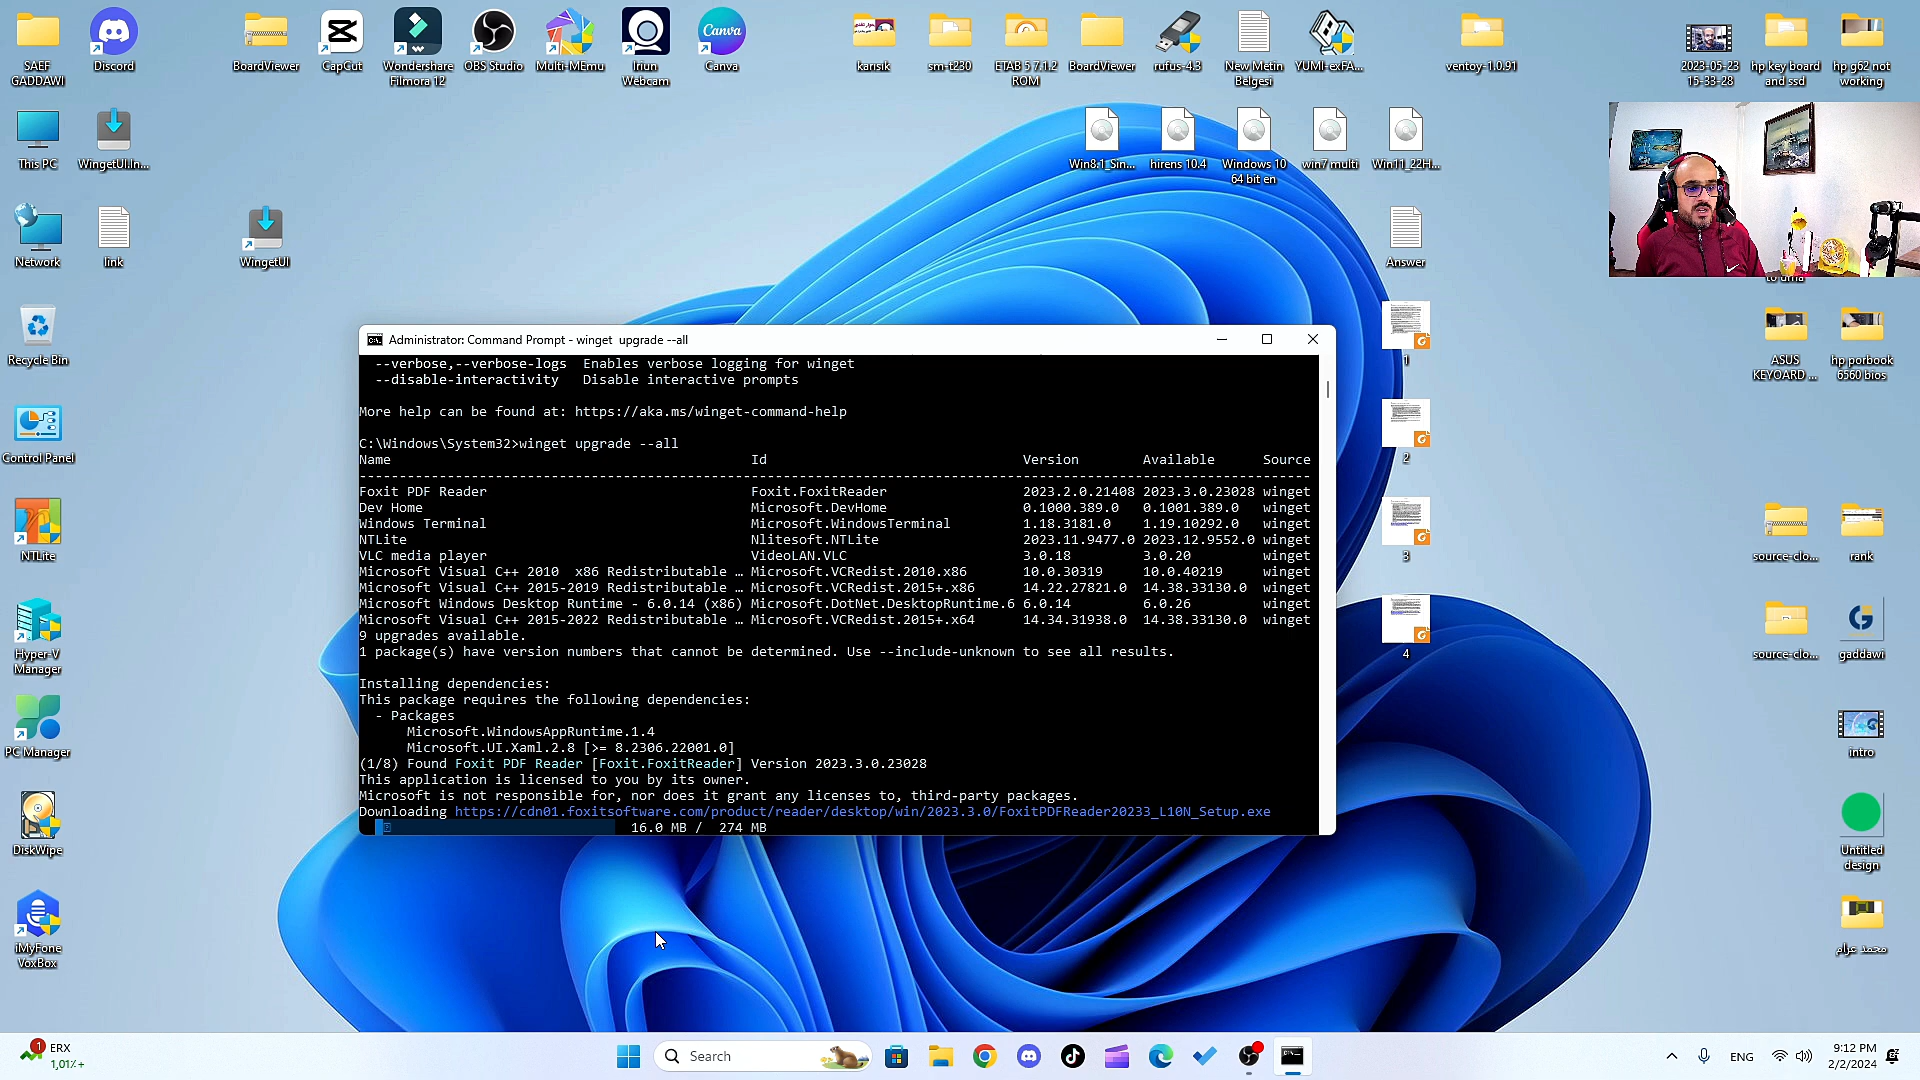 SAEF GADDAWI
Discord
BoardViewer
CapCut
Wondershare Filmora 12
OBS Studio
Multi-MEmu
Iriun Webcam
Canva
Canva
karisik
sm-t230
ETAB 5 7.1.2 ROM
BoardViewer
rufus-4.3
New Metin Belgesi
YUMI-exFA...
ventoy-1.0.91
2023-05-23 15-33-28
hp key board and ssd
hp g62 not working
This PC
WingetUI.In...
Win8.1_Sin...
hirens 10.4
Windows 10 64 bit en
win7 multi
Win11_22H...
Network
link
WingetUI
Answer
Recycle Bin
1
ASUS KEYOARD ...
hp porbook 6560 bios
Control Panel
2
NTLite
3
source-clo...
rank
Hyper-V Manager
4
source-clo...
gaddawi
PC Manager
intro
DiskWipe
Untitled design
iMyFone VoxBox
محمد عرام
Administrator: Command Prompt - winget  upgrade --all
--verbose,--verbose-logs  Enables verbose logging for winget
--disable-interactivity   Disable interactive prompts
More help can be found at: https://aka.ms/winget-command-help
C:\Windows\System32>winget upgrade --all
Name Id Version Available Source
Foxit PDF Reader Foxit.FoxitReader 2023.2.0.21408 2023.3.0.23028 winget
Dev Home Microsoft.DevHome 0.1000.389.0 0.1001.389.0 winget
Windows Terminal Microsoft.WindowsTerminal 1.18.3181.0 1.19.10292.0 winget
NTLite Nlitesoft.NTLite 2023.11.9477.0 2023.12.9552.0 winget
VLC media player VideoLAN.VLC 3.0.18 3.0.20 winget
Microsoft Visual C++ 2010  x86 Redistributable … Microsoft.VCRedist.2010.x86 10.0.30319 10.0.40219 winget
Microsoft Visual C++ 2015-2019 Redistributable … Microsoft.VCRedist.2015+.x86 14.22.27821.0 14.38.33130.0 winget
Microsoft Windows Desktop Runtime - 6.0.14 (x86) Microsoft.DotNet.DesktopRuntime.6 6.0.14 6.0.26 winget
Microsoft Visual C++ 2015-2022 Redistributable … Microsoft.VCRedist.2015+.x64 14.34.31938.0 14.38.33130.0 winget
9 upgrades available.
1 package(s) have version numbers that cannot be determined. Use --include-unknown to see all results.
Installing dependencies:
This package requires the following dependencies:
- Packages
Microsoft.WindowsAppRuntime.1.4
Microsoft.UI.Xaml.2.8 [>= 8.2306.22001.0]
(1/8) Found Foxit PDF Reader [Foxit.FoxitReader] Version 2023.3.0.23028
This application is licensed to you by its owner.
Microsoft is not responsible for, nor does it grant any licenses to, third-party packages.
Downloading https://cdn01.foxitsoftware.com/product/reader/desktop/win/2023.3.0/FoxitPDFReader20233_L10N_Setup.exe
16.0 MB /  274 MB
1
ERX
1,01%+
Search
ENG
9:12 PM
2/2/2024